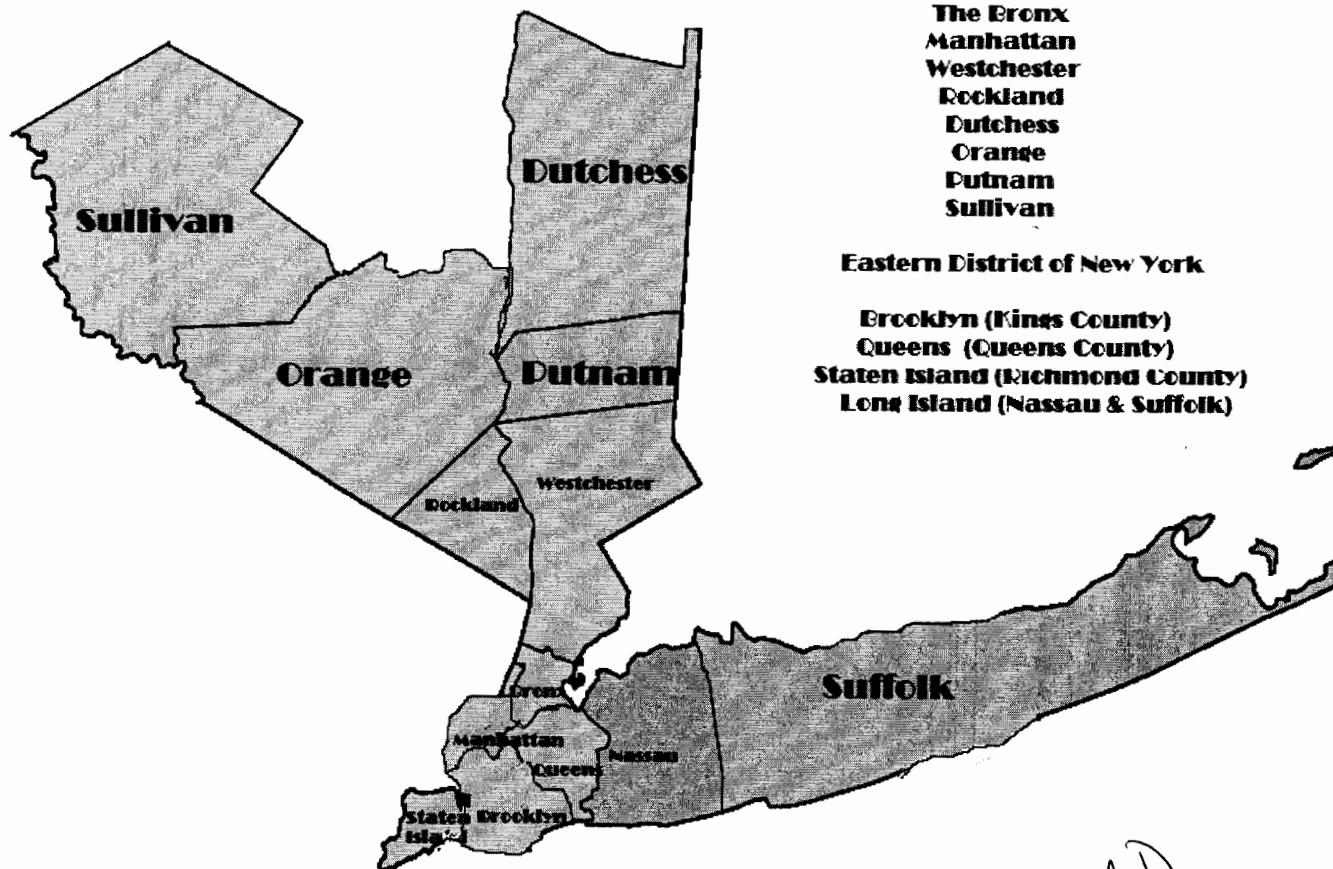 The Bronx
Manhattan
Westchester
Rockland
Dutchess
Orange
Putnam
Sullivan
Eastern District of New York
Brooklyn (Kings County)
Queens (Queens County)
Staten Island (Richmond County)
Long Island (Nassau & Suffolk)
Dutchess
Sullivan
Orange
Putnam
Westchester
Rockland
Bronx
Suffolk
Manhattan
Nassau
Queens
Staten Brooklyn